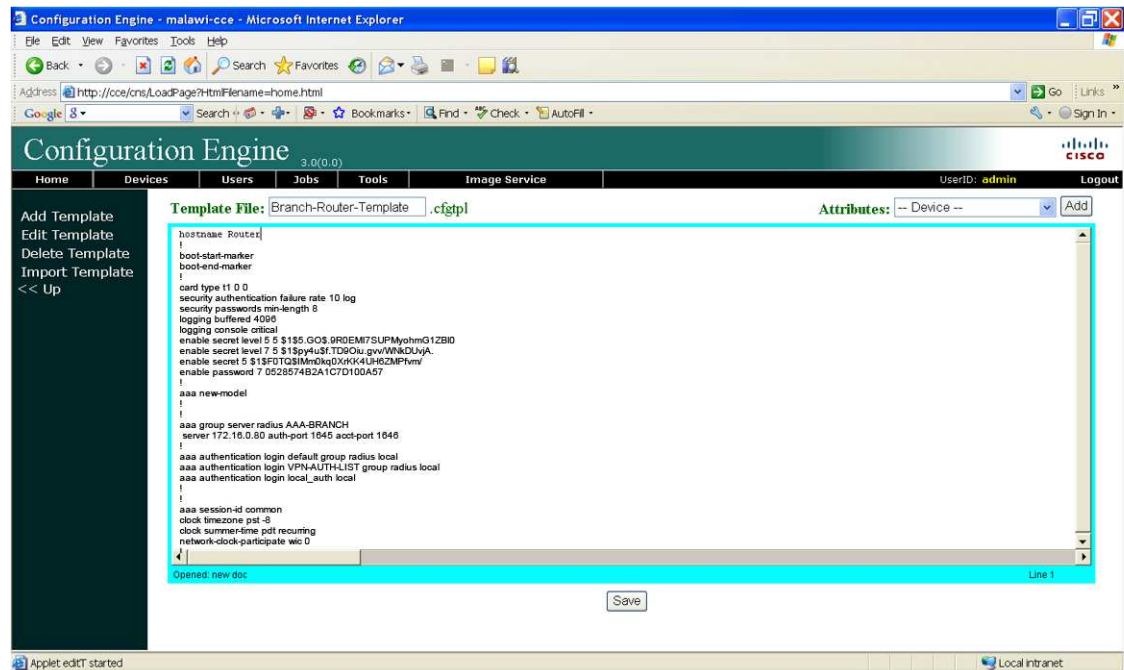 Configuration Engine - malawi-cce - Microsoft Internet Explorer
File Edit View Favorites Tools Help
Back Search Favorites
Address http://cce/cns/LoadPage?HtmlFilename=home.html Go Links »
Google Search Bookmarks Find Check AutoFill Sign In
Configuration Engine 3.0(0.0)
CISCO
Home Devices Users Jobs Tools Image Service UserID: admin Logout
Add Template
Edit Template
Delete Template
Import Template
<< Up
Template File: Branch-Router-Template .cfgtpl Attributes: -- Device -- Add
hostname Router
!
boot-start-marker
boot-end-marker
!
card type t1 0 0
security authentication failure rate 10 log
security passwords min-length 8
logging buffered 4096
logging console critical
enable secret level 5 5 $1$5.GO$.9R0EMI7SUPMyohmG1ZBI0
enable secret level 7 5 $1$py4u$f.TD9Oiu.gvv/WNkDUvjA.
enable secret 5 $1$F0TQ$IMm0kq0XrKK4UH6ZMPfvm/
enable password 7 0528574B2A1C7D100A57
!
aaa new-model
!
!
aaa group server radius AAA-BRANCH
server 172.16.0.80 auth-port 1645 acct-port 1646
!
aaa authentication login default group radius local
aaa authentication login VPN-AUTH-LIST group radius local
aaa authentication login local_auth local
!
!
aaa session-id common
clock timezone pst -8
clock summer-time pdt recurring
network-clock-participate wic 0
Opened: new doc Line 1
Save
Applet editT started Local intranet